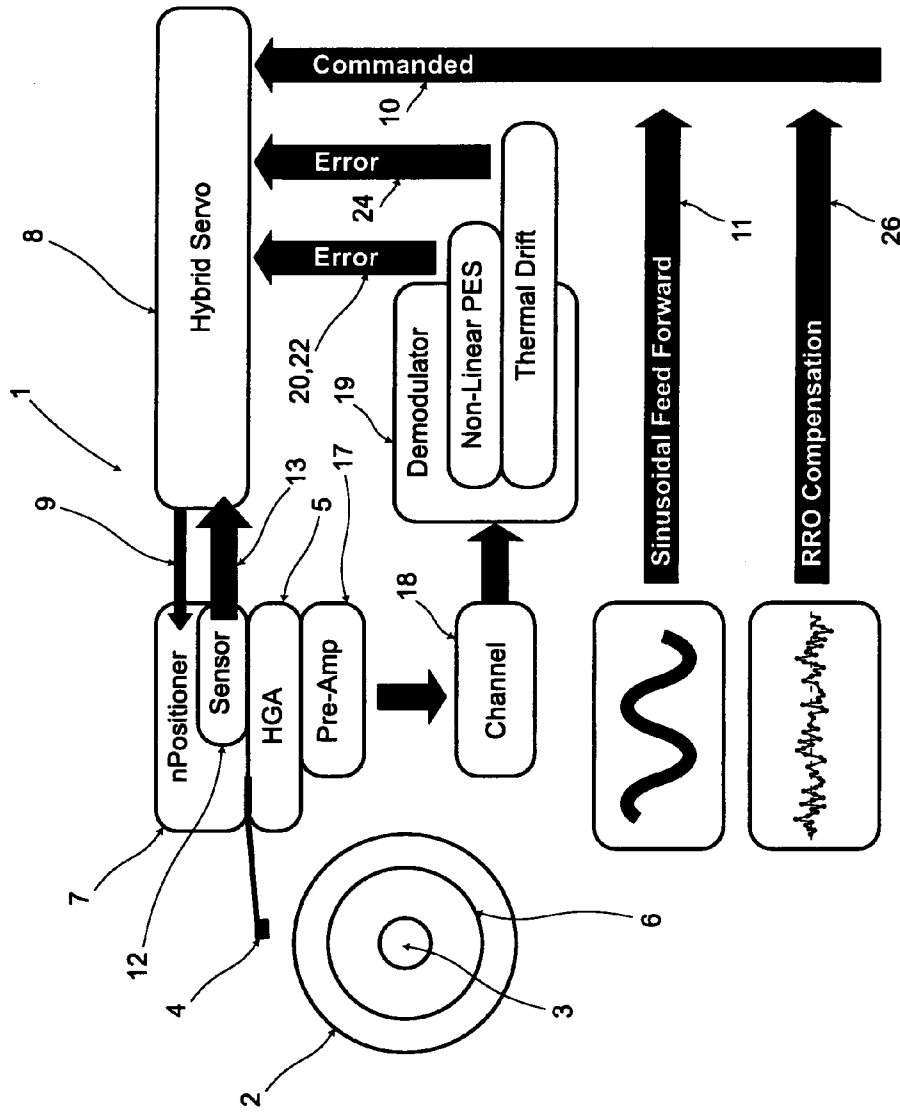 1
8
9
7
nPositioner
Sensor
13
Hybrid Servo
12
HGA
5
4
Pre-Amp
17
20,22
Error
24
Error
10
Commanded
18
Channel
19
Demodulator
Non-Linear PES
Thermal Drift
2
3
6
Sinusoidal Feed Forward
11
RRO Compensation
26